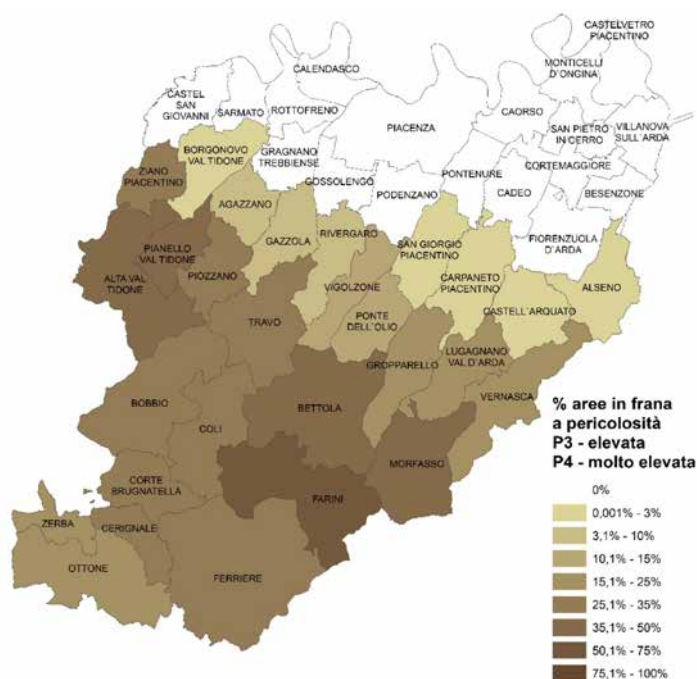 CASTELVETRO
PIACENTINO
MONTICELLI
D'ONGINA
CALENDASCO
CASTEL
SAN
GIOVANNI
SARMATO
ROTTOFRENO
CAORSO
PIACENZA
SAN PIETRO
IN CERRO
VILLANOVA
SULL'ARDA
BORGONOVO
VAL TIDONE
GRAGNANO
TREBBIENSE
CORTEMAGGIORE
ZIANO
PIACENTINO
GOSSOLENGO
PONTENURE
PODENZANO
CADEO
BESENZONE
AGAZZANO
GAZZOLA
RIVERGARO
SAN GIORGIO
PIACENTINO
FIORENZUOLA
D'ARDA
PIANELLO
VAL TIDONE
ALTA VAL
TIDONE
PIOZZANO
VIGOLZONE
CARPANETO
PIACENTINO
ALSENO
CASTELL'ARQUATO
TRAVO
PONTE
DELL'OLIO
GROPPARELLO
LUGAGNANO
VAL D'ARDA
VERNASCA
BOBBIO
COLI
BETTOLA
MORFASSO
CORTE
BRUGNATELLA
FARINI
ZERBA
CERIGNALE
OTTONE
FERRIERE
% aree in frana
a pericolosità
P3 - elevata
P4 - molto elevata
0%
0,001% - 3%
3,1% - 10%
10,1% - 15%
15,1% - 25%
25,1% - 35%
35,1% - 50%
50,1% - 75%
75,1% - 100%